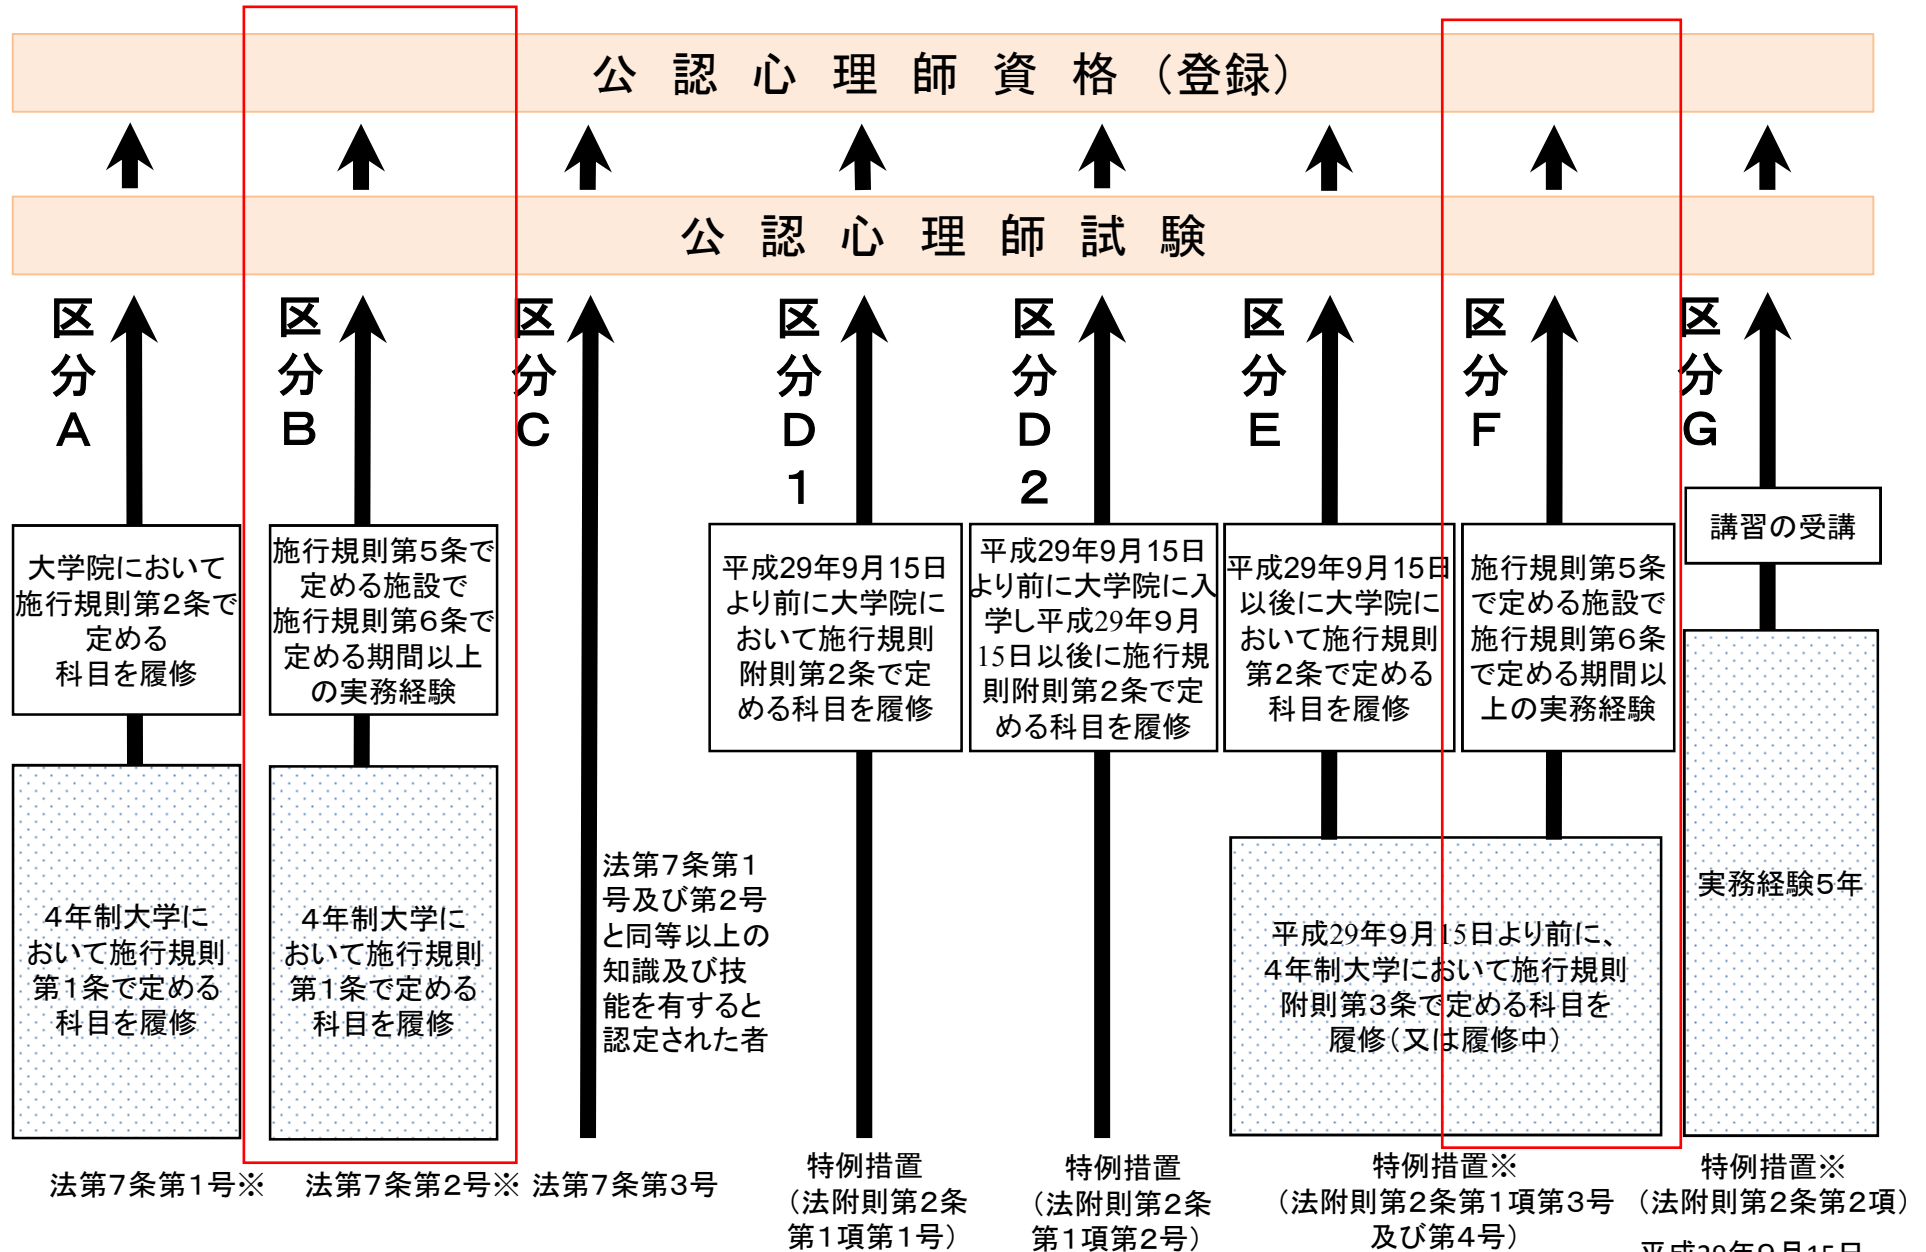 公認心理師資格（登録）
公認心理師試験
区分A
区分B
区分C
区分D1
区分D2
区分E
区分F
区分G
大学院において
施行規則第２条で
定める
科目を履修
４年制大学に
おいて施行規則
第１条で定める
科目を履修
法第７条第１号※
施行規則第５条で
定める施設で
施行規則第６条で
定める期間以上
の実務経験
４年制大学に
おいて施行規則
第１条で定める
科目を履修
法第７条第２号※
法第７条第１
号及び第２号
と同等以上の
知識及び技
能を有すると
認定された者
法第７条第３号
平成29年９月15日
より前に大学院に
おいて施行規則
附則第２条で定
める科目を履修
特例措置
（法附則第２条
第１項第１号）
平成29年９月15日
より前に大学院に入
学し平成29年９月
15日以後に施行規
則附則第２条で定
める科目を履修
特例措置
（法附則第２条
第１項第２号）
平成29年９月15日
以後に大学院に
おいて施行規則
第２条で定める
科目を履修
施行規則第５条
で定める施設で
施行規則第６条
で定める期間以
上の実務経験
平成29年９月15日より前に、
４年制大学において施行規則
附則第３条で定める科目を
履修（又は履修中）
特例措置※
（法附則第２条第１項第３号
及び第４号）
講習の受講
実務経験５年
特例措置※
（法附則第２条第２項）